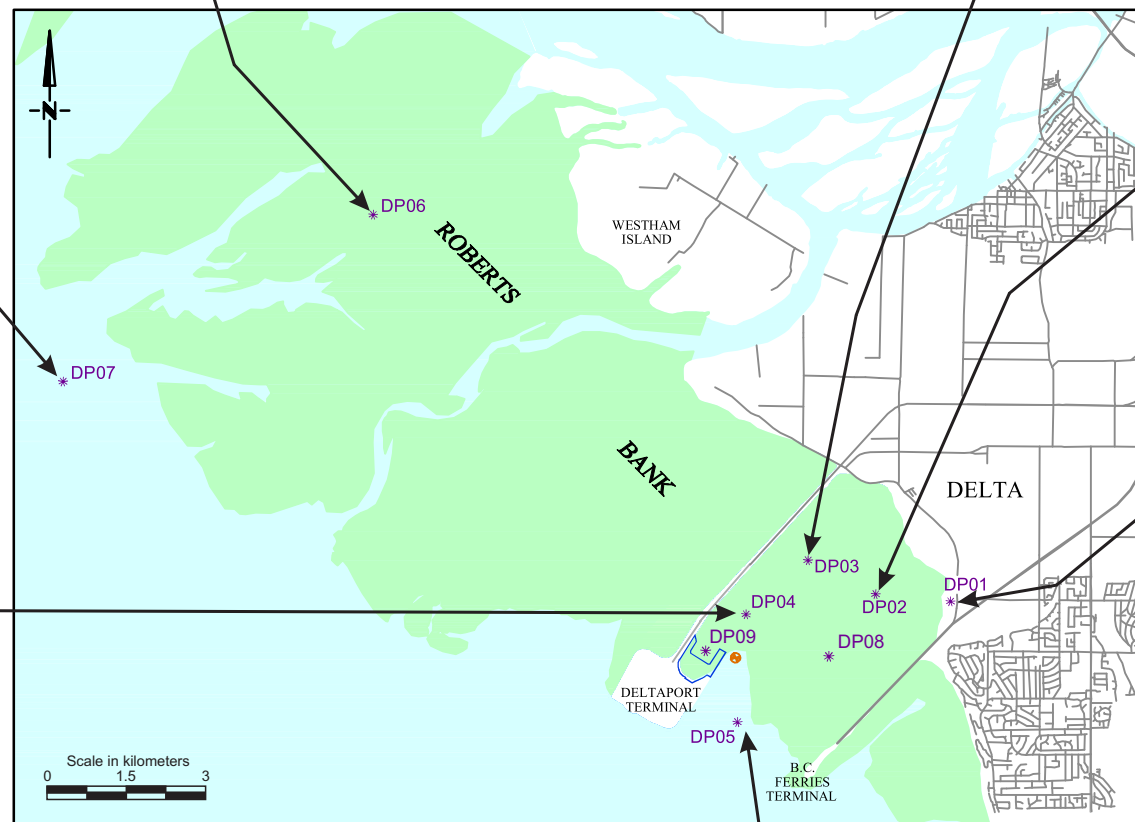 N
DP06
WESTHAM
ISLAND
ROBERTS
DP07
BANK
DELTA
DP03
DP01
DP02
DP04
DP09
DP08
DELTAPORT
TERMINAL
DP05
B.C.
FERRIES
TERMINAL
Scale in kilometers
0 1.5 3